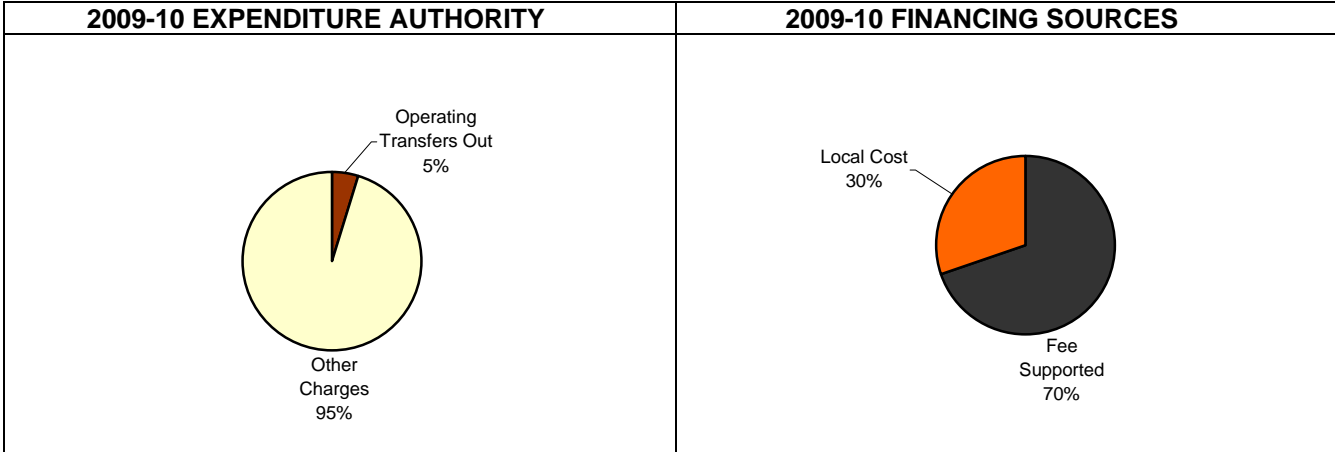 2009-10 EXPENDITURE AUTHORITY
Operating
Transfers Out
5%
Other
Charges
95%
2009-10 FINANCING SOURCES
Local Cost
30%
Fee
Supported
70%